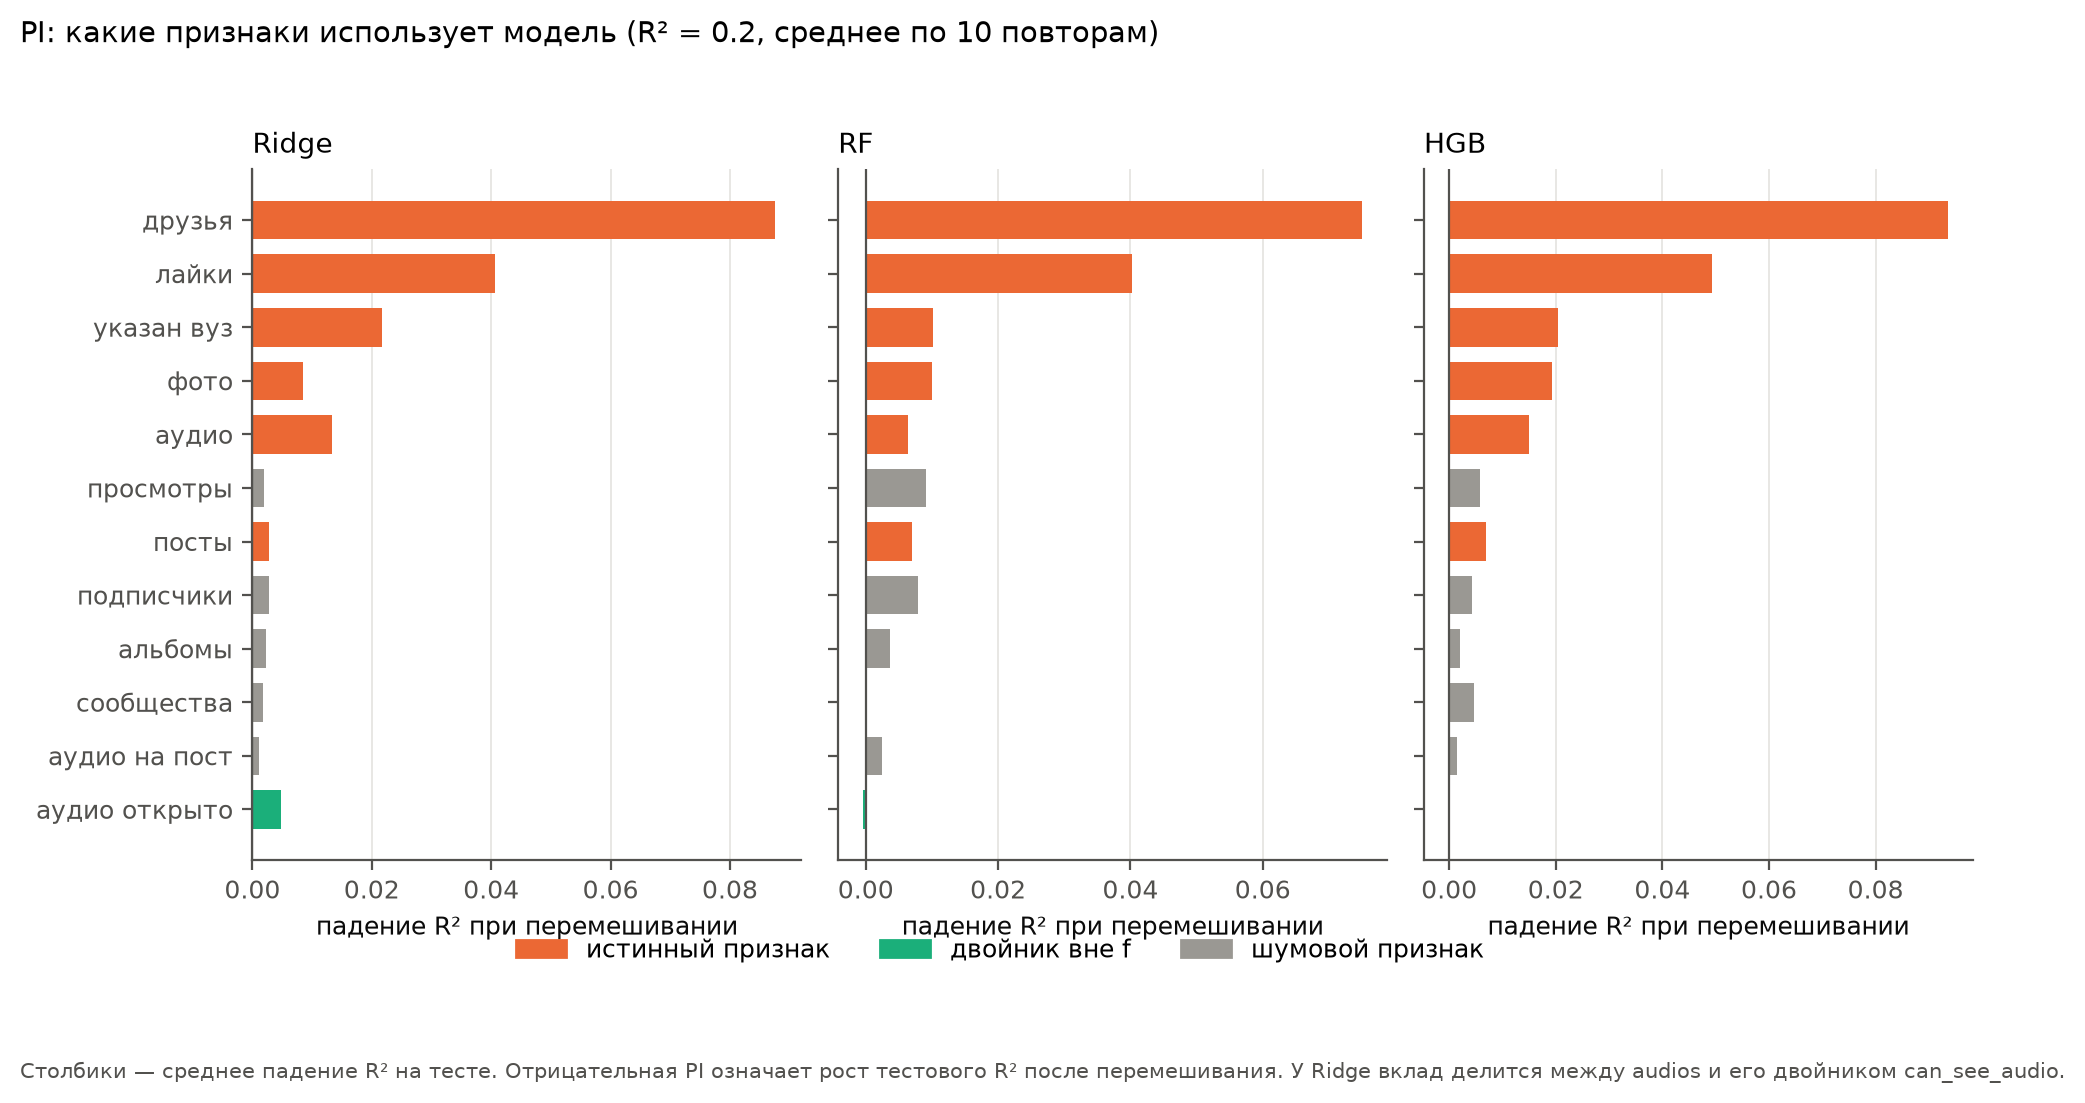 PI: какие признаки использует модель (R² = 0.2, среднее по 10 повторам)
Ridge
RF
HGB
друзья
лайки
указан вуз
фото
аудио
просмотры
посты
подписчики
альбомы
сообщества
аудио на пост
аудио открыто
0.00 0.02 0.04 0.06 0.08
0.00 0.02 0.04 0.06
0.00 0.02 0.04 0.06 0.08
падение R² при перемешивании
падение R² при перемешивании
падение R² при перемешивании
истинный признак
двойник вне f
шумовой признак
Столбики — среднее падение R² на тесте. Отрицательная PI означает рост тестового R² после перемешивания. У Ridge вклад делится между audios и его двойником can_see_audio.